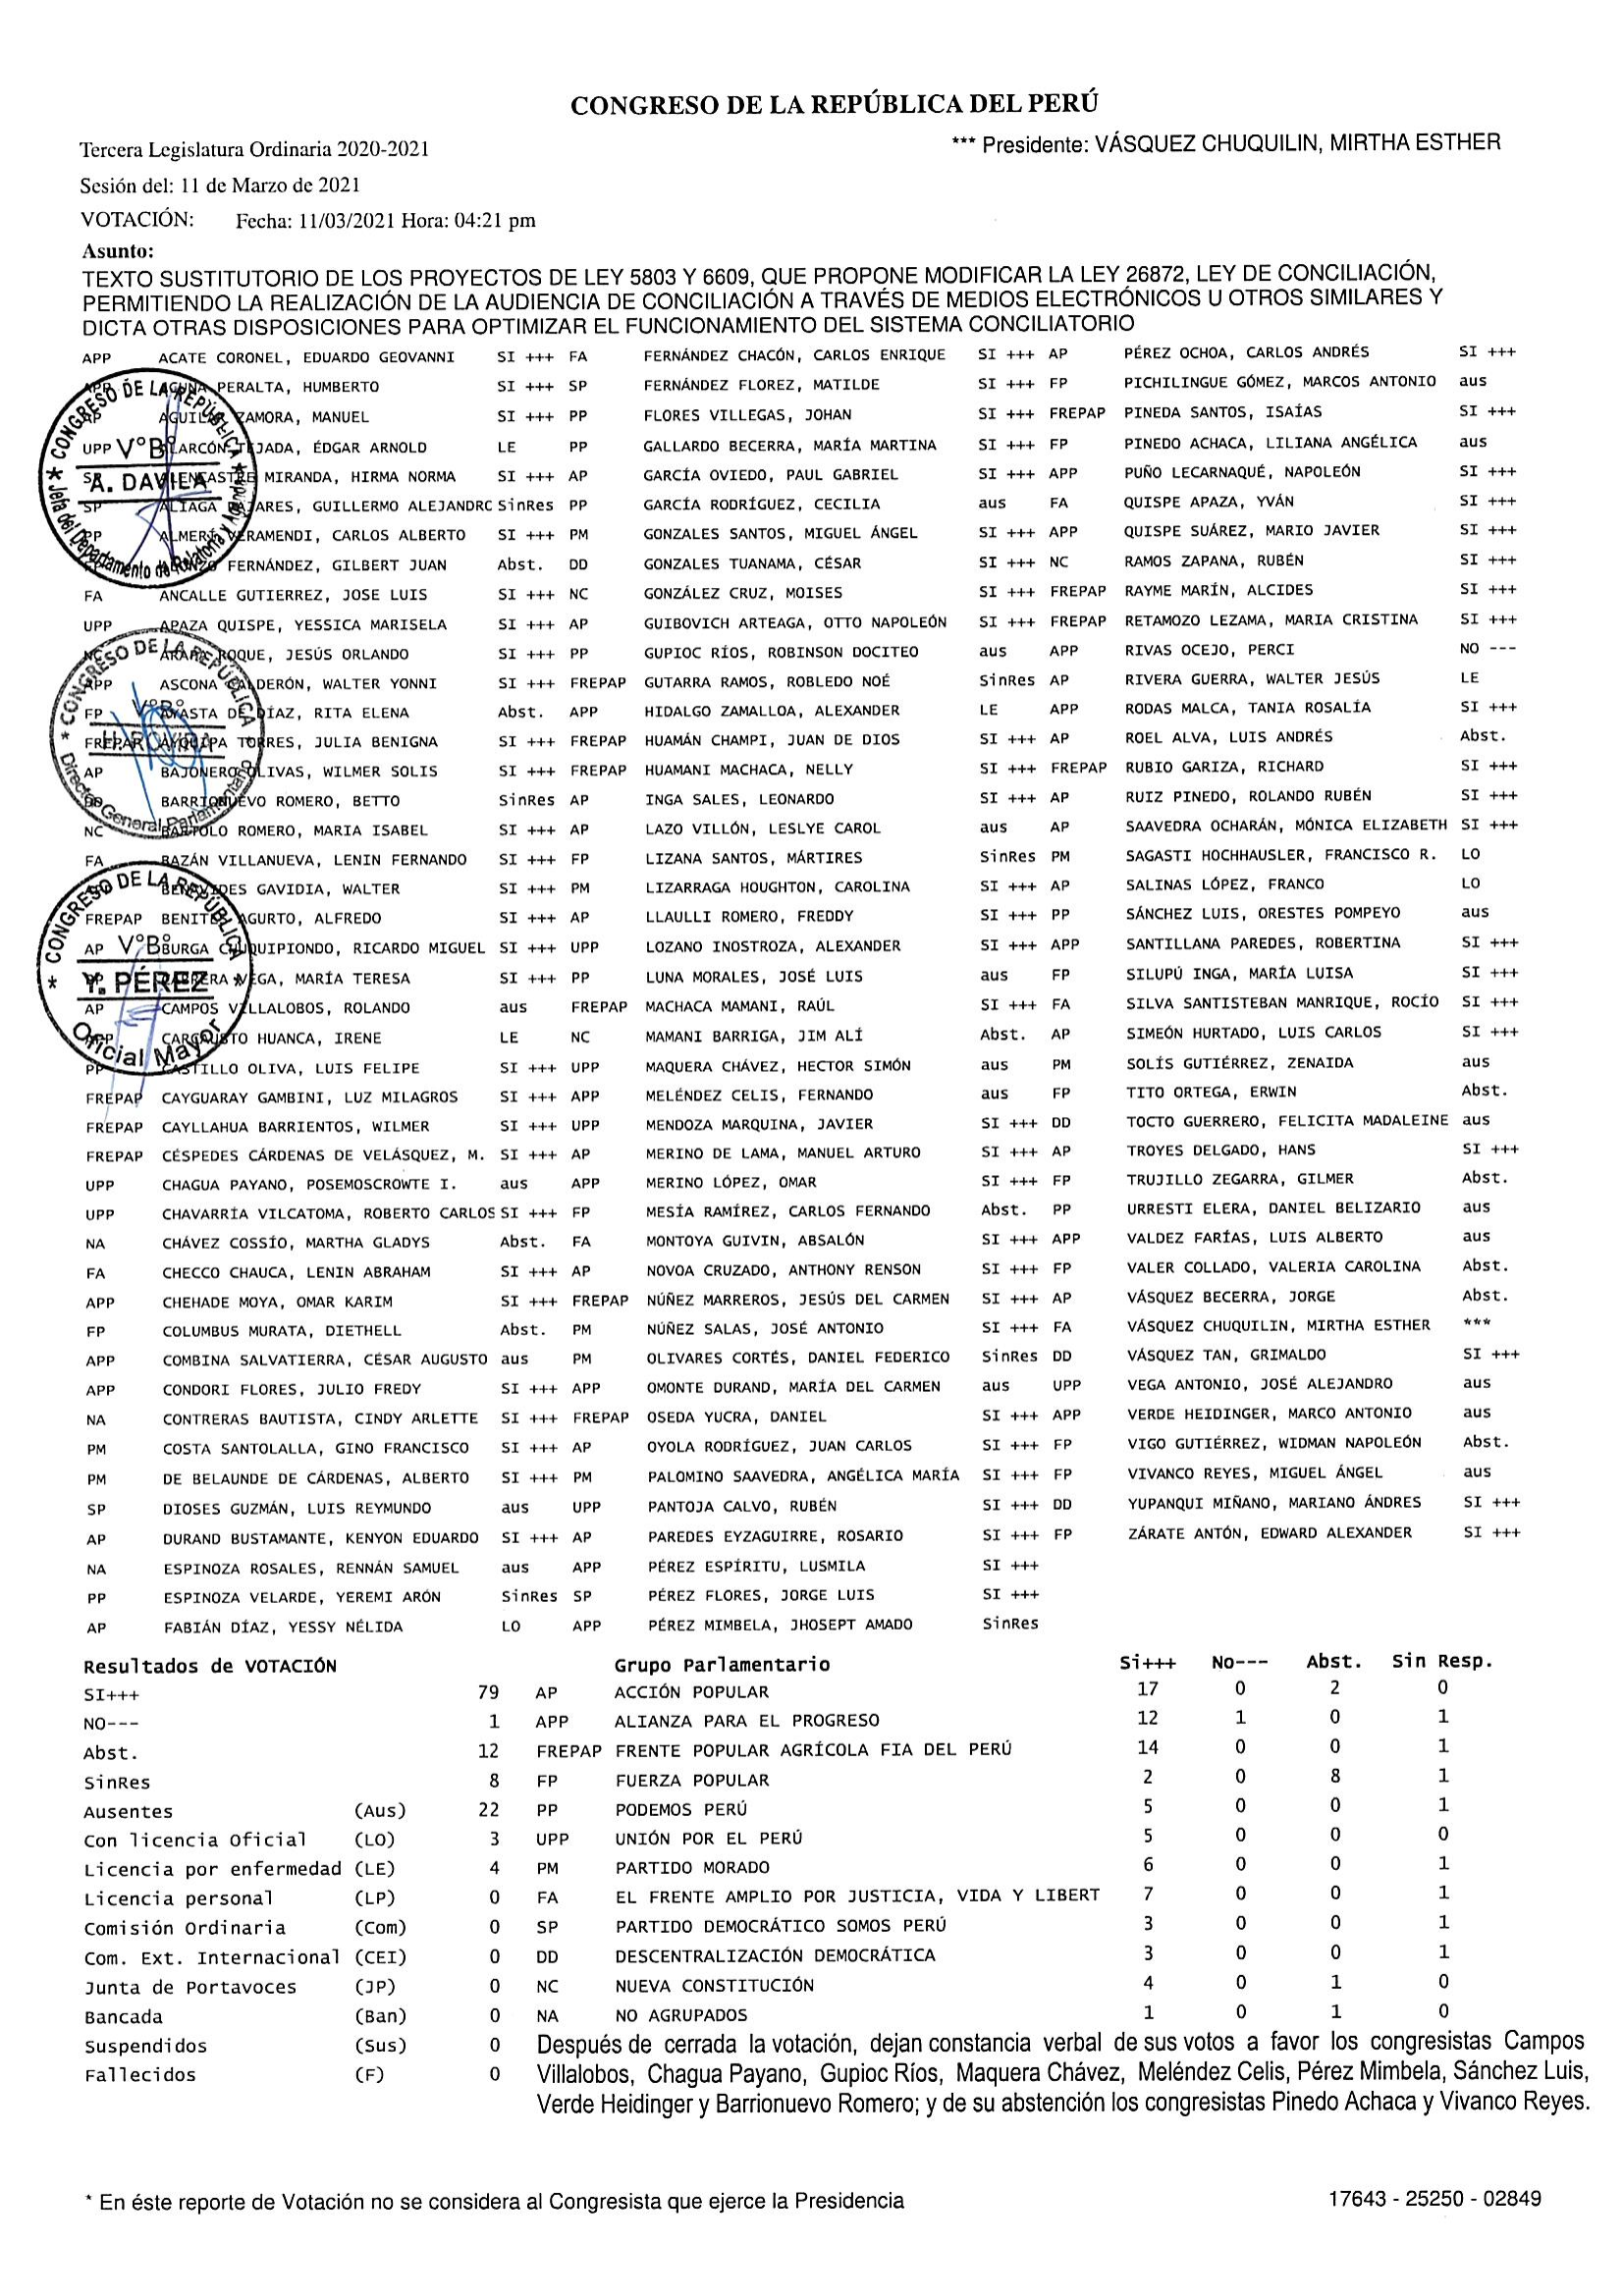 CONGRESO DE LA REPÚBLICA DEL PERÚ
Tercera Legislatura Ordinaria 2020-2021
*** Presidente: VÁSQUEZ CHUQUILIN, MIRTHA ESTHER
Sesión del: 11 de Marzo de 2021
VOTACIÓN: Fecha: 11/03/2021 Hora: 04:21 pm
Asunto:
TEXTO SUSTITUTORIO DE LOS PROYECTOS DE LEY 5803 Y 6609, QUE PROPONE MODIFICAR LA LEY 26872, LEY DE CONCILIACIÓN,
PERMITIENDO LA REALIZACIÓN DE LA AUDIENCIA DE CONCILIACIÓN A TRAVÉS DE MEDIOS ELECTRÓNICOS U OTROS SIMILARES Y
DICTA OTRAS DISPOSICIONES PARA OPTIMIZAR EL FUNCIONAMIENTO DEL SISTEMA CONCILIATORIO
APP ACATE CORONEL, EDUARDO GEOVANNI SI +++ FA FERNÁNDEZ CHACÓN, CARLOS ENRIQUE SI +++ AP PÉREZ OCHOA, CARLOS ANDRÉS SI +++
APP LAGUNA PERALTA, HUMBERTO SI +++ SP FERNÁNDEZ FLOREZ, MATILDE SI +++ FP PICHILINGUE GÓMEZ, MARCOS ANTONIO aus
AP AGUILAR ZAMORA, MANUEL SI +++ PP FLORES VILLEGAS, JOHAN SI +++ FREPAP PINEDA SANTOS, ISAÍAS SI +++
UPP ALARCÓN TEJADA, ÉDGAR ARNOLD LE PP GALLARDO BECERRA, MARÍA MARTINA SI +++ FP PINEDO ACHACA, LILIANA ANGÉLICA aus
MIRANDA, HIRMA NORMA SI +++ AP GARCÍA OVIEDO, PAUL GABRIEL SI +++ APP PUÑO LECARNAQUÉ, NAPOLEÓN SI +++
SP ALIAGA PAJARES, GUILLERMO ALEJANDRO SinRes PP GARCÍA RODRÍGUEZ, CECILIA aus FA QUISPE APAZA, YVÁN SI +++
PP ALMERÍ VERAMENDI, CARLOS ALBERTO SI +++ PM GONZALES SANTOS, MIGUEL ÁNGEL SI +++ APP QUISPE SUÁREZ, MARIO JAVIER SI +++
FERNÁNDEZ, GILBERT JUAN Abst. DD GONZALES TUANAMA, CÉSAR SI +++ NC RAMOS ZAPANA, RUBÉN SI +++
FA ANCALLE GUTIERREZ, JOSE LUIS SI +++ NC GONZÁLEZ CRUZ, MOISES SI +++ FREPAP RAYME MARÍN, ALCIDES SI +++
UPP APAZA QUISPE, YESSICA MARISELA SI +++ AP GUIBOVICH ARTEAGA, OTTO NAPOLEÓN SI +++ FREPAP RETAMOZO LEZAMA, MARIA CRISTINA SI +++
NC ARAPA ROQUE, JESÚS ORLANDO SI +++ PP GUPIOC RÍOS, ROBINSON DOCITEO aus APP RIVAS OCEJO, PERCI NO ---
APP ASCONA CALDERÓN, WALTER YONNI SI +++ FREPAP GUTARRA RAMOS, ROBLEDO NOÉ SinRes AP RIVERA GUERRA, WALTER JESÚS LE
FP AYASTA DE DÍAZ, RITA ELENA Abst. APP HIDALGO ZAMALLOA, ALEXANDER LE APP RODAS MALCA, TANIA ROSALÍA SI +++
FREPAP AYQUIPA TORRES, JULIA BENIGNA SI +++ FREPAP HUAMÁN CHAMPI, JUAN DE DIOS SI +++ AP ROEL ALVA, LUIS ANDRÉS Abst.
AP BAJONERO OLIVAS, WILMER SOLIS SI +++ FREPAP HUAMANI MACHACA, NELLY SI +++ FREPAP RUBIO GARIZA, RICHARD SI +++
DD BARRIONUEVO ROMERO, BETTO SinRes AP INGA SALES, LEONARDO SI +++ AP RUIZ PINEDO, ROLANDO RUBÉN SI +++
NC BARTOLO ROMERO, MARIA ISABEL SI +++ AP LAZO VILLÓN, LESLYE CAROL aus AP SAAVEDRA OCHARÁN, MÓNICA ELIZABETH SI +++
FA BAZÁN VILLANUEVA, LENIN FERNANDO SI +++ FP LIZANA SANTOS, MÁRTIRES SinRes PM SAGASTI HOCHHAUSLER, FRANCISCO R. LO
BENAVIDES GAVIDIA, WALTER SI +++ PM LIZARRAGA HOUGHTON, CAROLINA SI +++ AP SALINAS LÓPEZ, FRANCO LO
FREPAP BENITES AGURTO, ALFREDO SI +++ AP LLAULLI ROMERO, FREDDY SI +++ PP SÁNCHEZ LUIS, ORESTES POMPEYO aus
AP BURGA CHUQUIPIONDO, RICARDO MIGUEL SI +++ UPP LOZANO INOSTROZA, ALEXANDER SI +++ APP SANTILLANA PAREDES, ROBERTINA SI +++
CABRERA VEGA, MARÍA TERESA SI +++ PP LUNA MORALES, JOSÉ LUIS aus FP SILUPÚ INGA, MARÍA LUISA SI +++
AP CAMPOS VILLALOBOS, ROLANDO aus FREPAP MACHACA MAMANI, RAÚL SI +++ FA SILVA SANTISTEBAN MANRIQUE, ROCÍO SI +++
APP CARCAUSTO HUANCA, IRENE LE NC MAMANI BARRIGA, JIM ALÍ Abst. AP SIMEÓN HURTADO, LUIS CARLOS SI +++
PP CASTILLO OLIVA, LUIS FELIPE SI +++ UPP MAQUERA CHÁVEZ, HECTOR SIMÓN aus PM SOLÍS GUTIÉRREZ, ZENAIDA aus
FREPAP CAYGUARAY GAMBINI, LUZ MILAGROS SI +++ APP MELÉNDEZ CELIS, FERNANDO aus FP TITO ORTEGA, ERWIN Abst.
FREPAP CAYLLAHUA BARRIENTOS, WILMER SI +++ UPP MENDOZA MARQUINA, JAVIER SI +++ DD TOCTO GUERRERO, FELICITA MADALEINE aus
FREPAP CÉSPEDES CÁRDENAS DE VELÁSQUEZ, M. SI +++ AP MERINO DE LAMA, MANUEL ARTURO SI +++ AP TROYES DELGADO, HANS SI +++
UPP CHAGUA PAYANO, POSEMOSCROWTE I. aus APP MERINO LÓPEZ, OMAR SI +++ FP TRUJILLO ZEGARRA, GILMER Abst.
UPP CHAVARRÍA VILCATOMA, ROBERTO CARLOS SI +++ FP MESÍA RAMÍREZ, CARLOS FERNANDO Abst. PP URRESTI ELERA, DANIEL BELIZARIO aus
NA CHÁVEZ COSSÍO, MARTHA GLADYS Abst. FA MONTOYA GUIVIN, ABSALÓN SI +++ APP VALDEZ FARÍAS, LUIS ALBERTO aus
FA CHECCO CHAUCA, LENIN ABRAHAM SI +++ AP NOVOA CRUZADO, ANTHONY RENSON SI +++ FP VALER COLLADO, VALERIA CAROLINA Abst.
APP CHEHADE MOYA, OMAR KARIM SI +++ FREPAP NÚÑEZ MARREROS, JESÚS DEL CARMEN SI +++ AP VÁSQUEZ BECERRA, JORGE Abst.
FP COLUMBUS MURATA, DIETHELL Abst. PM NÚÑEZ SALAS, JOSÉ ANTONIO SI +++ FA VÁSQUEZ CHUQUILIN, MIRTHA ESTHER ***
APP COMBINA SALVATIERRA, CÉSAR AUGUSTO aus PM OLIVARES CORTÉS, DANIEL FEDERICO SinRes DD VÁSQUEZ TAN, GRIMALDO SI +++
APP CONDORI FLORES, JULIO FREDY SI +++ APP OMONTE DURAND, MARÍA DEL CARMEN aus UPP VEGA ANTONIO, JOSÉ ALEJANDRO aus
NA CONTRERAS BAUTISTA, CINDY ARLETTE SI +++ FREPAP OSEDA YUCRA, DANIEL SI +++ APP VERDE HEIDINGER, MARCO ANTONIO aus
PM COSTA SANTOLALLA, GINO FRANCISCO SI +++ AP OYOLA RODRÍGUEZ, JUAN CARLOS SI +++ FP VIGO GUTIÉRREZ, WIDMAN NAPOLEÓN Abst.
PM DE BELAUNDE DE CÁRDENAS, ALBERTO SI +++ PM PALOMINO SAAVEDRA, ANGÉLICA MARÍA SI +++ FP VIVANCO REYES, MIGUEL ÁNGEL aus
SP DIOSES GUZMÁN, LUIS REYMUNDO aus UPP PANTOJA CALVO, RUBÉN SI +++ DD YUPANQUI MIÑANO, MARIANO ÁNDRES SI +++
AP DURAND BUSTAMANTE, KENYON EDUARDO SI +++ AP PAREDES EYZAGUIRRE, ROSARIO SI +++ FP ZÁRATE ANTÓN, EDWARD ALEXANDER SI +++
NA ESPINOZA ROSALES, RENNÁN SAMUEL aus APP PÉREZ ESPÍRITU, LUSMILA SI +++
PP ESPINOZA VELARDE, YEREMI ARÓN SinRes SP PÉREZ FLORES, JORGE LUIS SI +++
AP FABIÁN DÍAZ, YESSY NÉLIDA LO APP PÉREZ MIMBELA, JHOSEPT AMADO SinRes
CONGRESO DE LA REPÚBLICA
V°B°
A. DAVILA
Jefa del Departamento de Relatoría y Agenda
CONGRESO DE LA REPÚBLICA
V°B°
Director General Parlamentario
CONGRESO DE LA REPÚBLICA
V°B°
Y. PÉREZ
Oficial Mayor
Resultados de VOTACIÓN Grupo Parlamentario Si+++ No--- Abst. Sin Resp.
SI+++ 79 AP ACCIÓN POPULAR 17 0 2 0
NO--- 1 APP ALIANZA PARA EL PROGRESO 12 1 0 1
Abst. 12 FREPAP FRENTE POPULAR AGRÍCOLA FIA DEL PERÚ 14 0 0 1
SinRes 8 FP FUERZA POPULAR 2 0 8 1
Ausentes (Aus) 22 PP PODEMOS PERÚ 5 0 0 1
Con licencia Oficial (LO) 3 UPP UNIÓN POR EL PERÚ 5 0 0 0
Licencia por enfermedad (LE) 4 PM PARTIDO MORADO 6 0 0 1
Licencia personal (LP) 0 FA EL FRENTE AMPLIO POR JUSTICIA, VIDA Y LIBERT 7 0 0 1
Comisión Ordinaria (Com) 0 SP PARTIDO DEMOCRÁTICO SOMOS PERÚ 3 0 0 1
Com. Ext. Internacional (CEI) 0 DD DESCENTRALIZACIÓN DEMOCRÁTICA 3 0 0 1
Junta de Portavoces (JP) 0 NC NUEVA CONSTITUCIÓN 4 0 1 0
Bancada (Ban) 0 NA NO AGRUPADOS 1 0 1 0
Suspendidos (Sus) 0
Fallecidos (F) 0
Después de cerrada la votación, dejan constancia verbal de sus votos a favor los congresistas Campos
Villalobos, Chagua Payano, Gupioc Ríos, Maquera Chávez, Meléndez Celis, Pérez Mimbela, Sánchez Luis,
Verde Heidinger y Barrionuevo Romero; y de su abstención los congresistas Pinedo Achaca y Vivanco Reyes.
* En éste reporte de Votación no se considera al Congresista que ejerce la Presidencia
17643 - 25250 - 02849